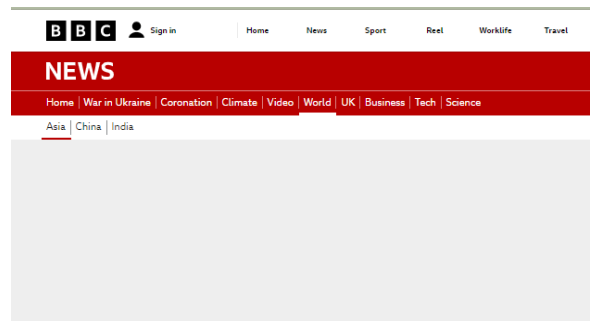 BBC Sign in Home News Sport Reel Worklife Travel
NEWS
Home War in Ukraine Coronation Climate Video World UK Business Tech Science
Asia China India